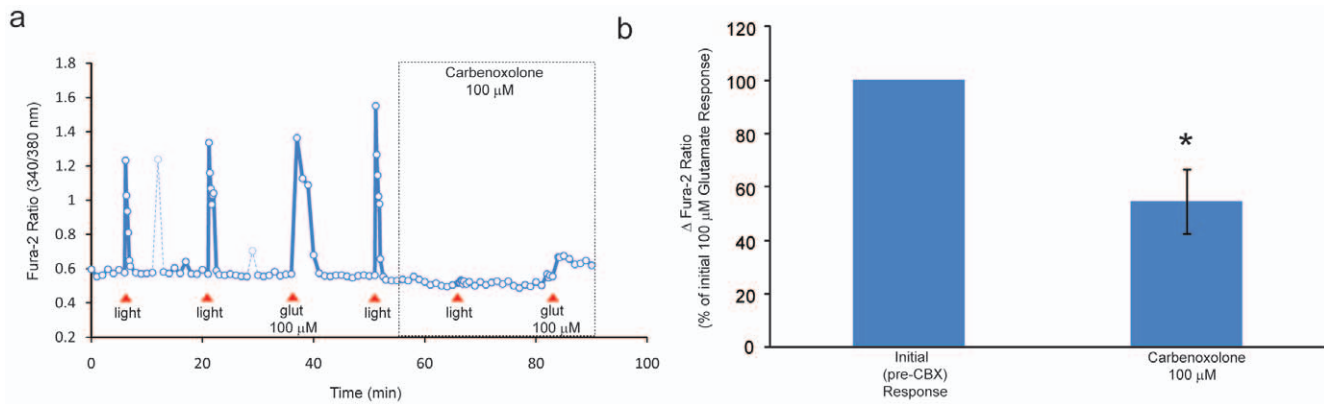 a
1.8
1.6
1.4
1.2
1
0.8
0.6
0.4
0.2
Fura-2 Ratio (340/380 nm)
Carbenoxolone
100 µM
light
light
glut
100 µM
light
light
glut
100 µM
0
20
40
60
80
100
Time (min)
b
120
100
80
60
40
20
0
Δ Fura-2 Ratio
(% of initial 100 µM Glutamate Response)
*
Initial
(pre-CBX)
Response
Carbenoxolone
100 µM